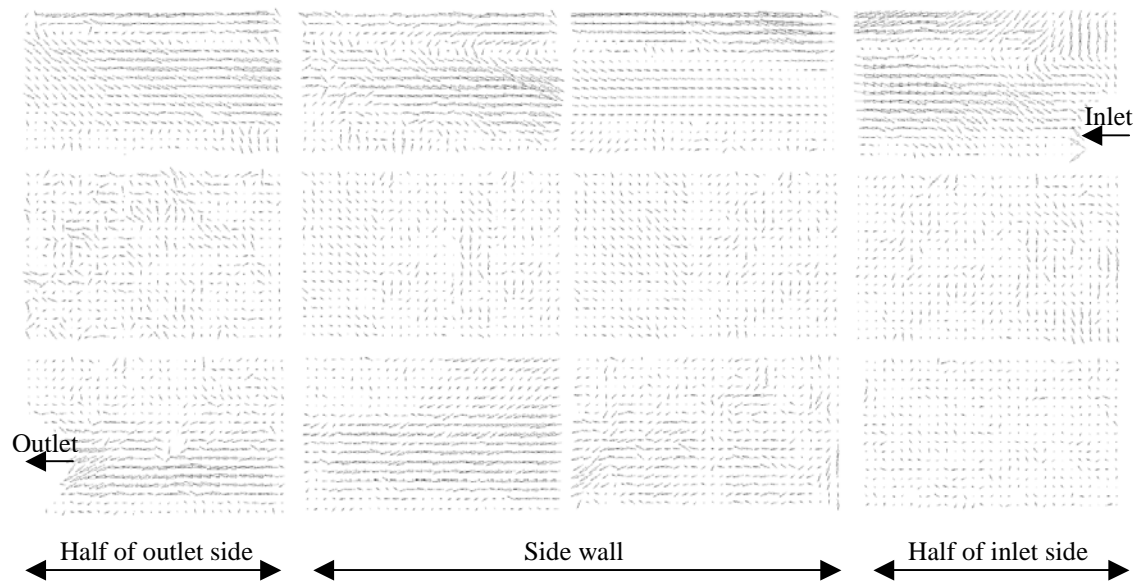 Inlet
Outlet
Half of outlet side
Side wall
Half of inlet side